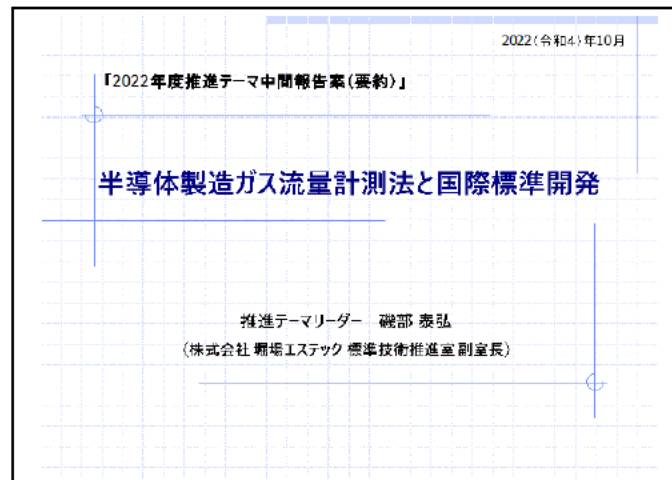 2022(令和4)年10月
「2022年度推進テーマ中間報告案(要約)」
半導体製造ガス流量計測法と国際標準開発
推進テーマリーダー 磯部 泰弘
(株式会社 堀場エステック 標準技術推進室 副室長)